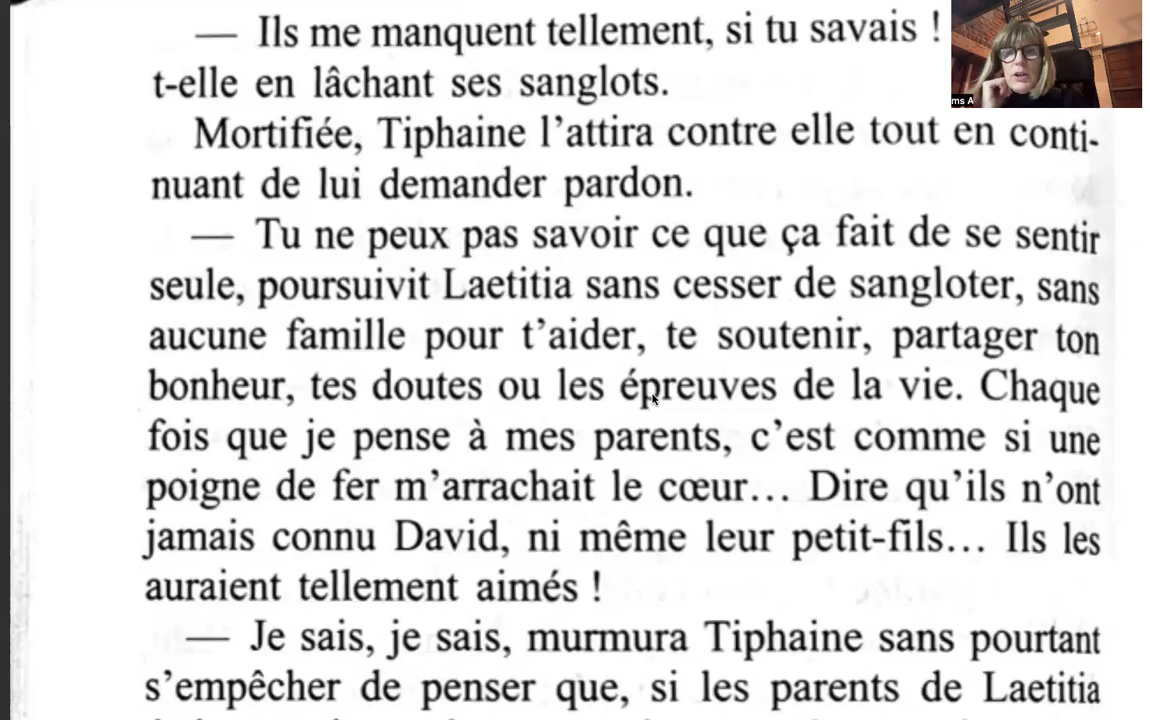 — Ils me manquent tellement, si tu savais !
t-elle en lâchant ses sanglots.
Mortifiée, Tiphaine l’attira contre elle tout en conti-
nuant de lui demander pardon.
— Tu ne peux pas savoir ce que ça fait de se sentir
seule, poursuivit Laetitia sans cesser de sangloter, sans
aucune famille pour t’aider, te soutenir, partager ton
bonheur, tes doutes ou les épreuves de la vie. Chaque
fois que je pense à mes parents, c’est comme si une
poigne de fer m’arrachait le cœur… Dire qu’ils n’ont
jamais connu David, ni même leur petit-fils… Ils les
auraient tellement aimés !
— Je sais, je sais, murmura Tiphaine sans pourtant
s’empêcher de penser que, si les parents de Laetitia
ms A